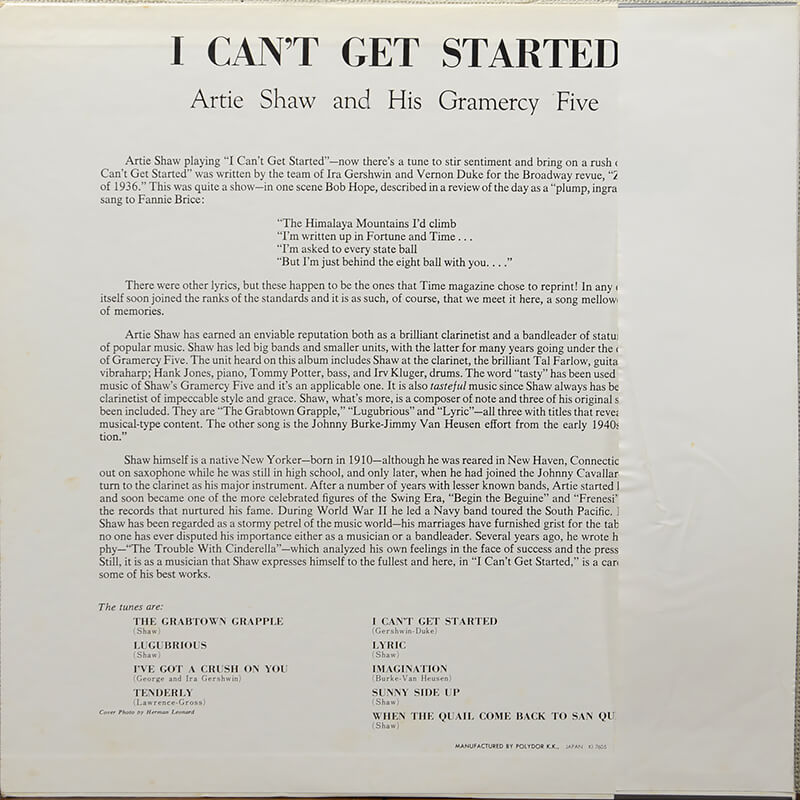 I CAN'T GET STARTED
Artie Shaw and His Gramercy Five
Artie Shaw playing “I Can't Get Started”—now there's a tune to stir sentiment and bring on a rush
Can't Get Started” was written by the team of Ira Gershwin and Vernon Duke for the Broadway revue,
of 1936.” This was quite a show—in one scene Bob Hope, described in a review of the day as a “plump, ingra
sang to Fannie Brice:
“The Himalaya Mountains I'd climb
“I'm written up in Fortune and Time . . .
“I'm asked to every state ball
“But I'm just behind the eight ball with you. . . .”
There were other lyrics, but these happen to be the ones that Time magazine chose to reprint! In any
itself soon joined the ranks of the standards and it is as such, of course, that we meet it here, a song mellow
of memories.
Artie Shaw has earned an enviable reputation both as a brilliant clarinetist and a bandleader of statu
of popular music. Shaw has led big bands and smaller units, with the latter for many years going under the
of Gramercy Five. The unit heard on this album includes Shaw at the clarinet, the brilliant Tal Farlow, guita
vibraharp; Hank Jones, piano, Tommy Potter, bass, and Irv Kluger, drums. The word “tasty” has been used
music of Shaw's Gramercy Five and it's an applicable one. It is also tasteful music since Shaw always has be
clarinetist of impeccable style and grace. Shaw, what's more, is a composer of note and three of his original s
been included. They are “The Grabtown Grapple,” “Lugubrious” and “Lyric”—all three with titles that revea
musical-type content. The other song is the Johnny Burke-Jimmy Van Heusen effort from the early 1940s
tion.”
Shaw himself is a native New Yorker—born in 1910—although he was reared in New Haven, Connectic
out on saxophone while he was still in high school, and only later, when he had joined the Johnny Cavallar
turn to the clarinet as his major instrument. After a number of years with lesser known bands, Artie started
and soon became one of the more celebrated figures of the Swing Era, “Begin the Beguine” and “Frenesi”
the records that nurtured his fame. During World War II he led a Navy band toured the South Pacific.
Shaw has been regarded as a stormy petrel of the music world—his marriages have furnished grist for the tab
no one has ever disputed his importance either as a musician or a bandleader. Several years ago, he wrote h
phy—“The Trouble With Cinderella”—which analyzed his own feelings in the face of success and the press
Still, it is as a musician that Shaw expresses himself to the fullest and here, in “I Can't Get Started,” is a car
some of his best works.
The tunes are:
THE GRABTOWN GRAPPLE
(Shaw)
LUGUBRIOUS
(Shaw)
I'VE GOT A CRUSH ON YOU
(George and Ira Gershwin)
TENDERLY
(Lawrence-Gross)
Cover Photo by Herman Leonard
I CAN'T GET STARTED
(Gershwin-Duke)
LYRIC
(Shaw)
IMAGINATION
(Burke-Van Heusen)
SUNNY SIDE UP
(Shaw)
WHEN THE QUAIL COME BACK TO SAN QU
(Shaw)
MANUFACTURED BY POLYDOR K.K., JAPAN KI 7605